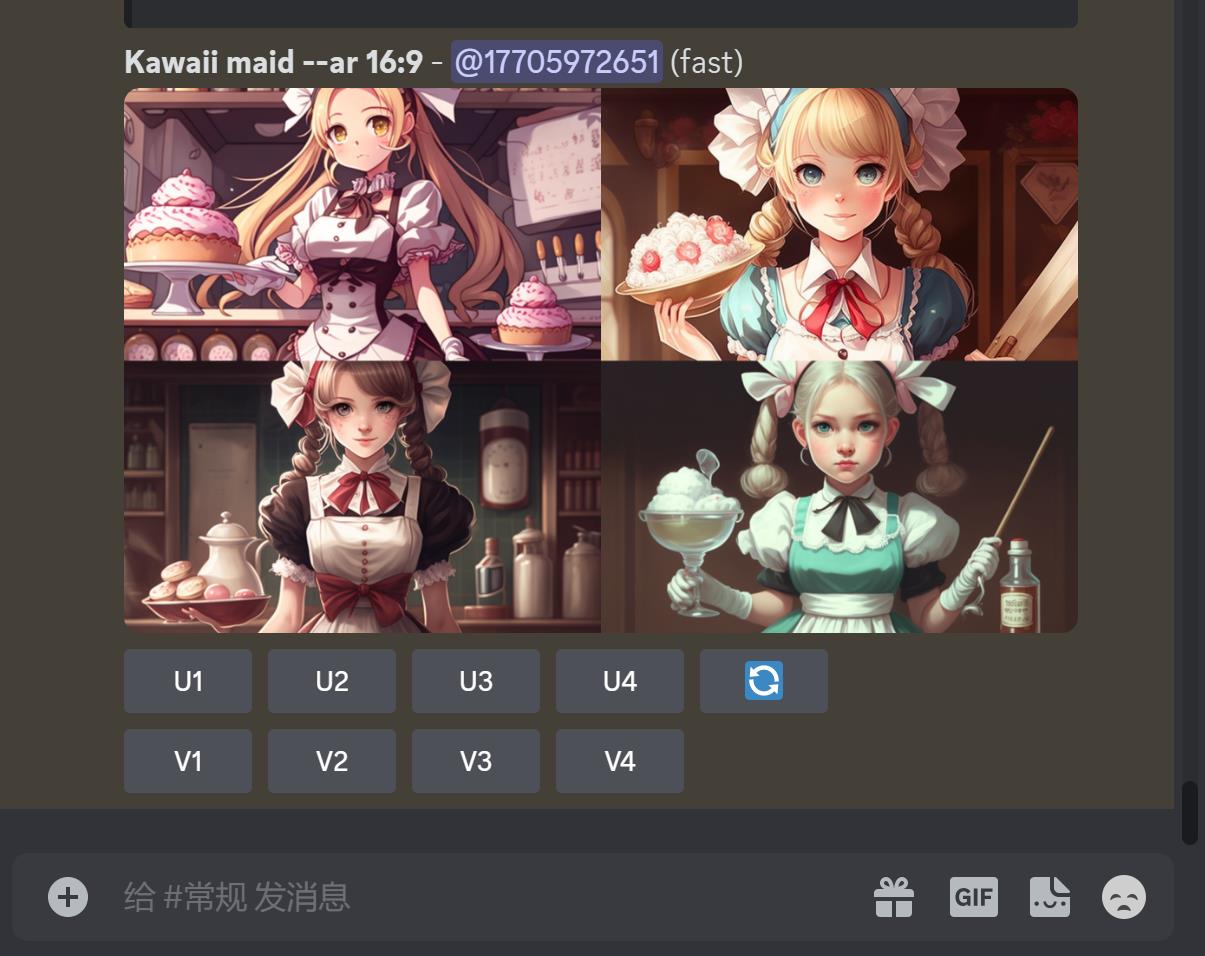 Kawaii maid --ar 16:9 - @17705972651 (fast)
U1 U2 U3 U4
V1 V2 V3 V4
给 #常规 发消息
GIF